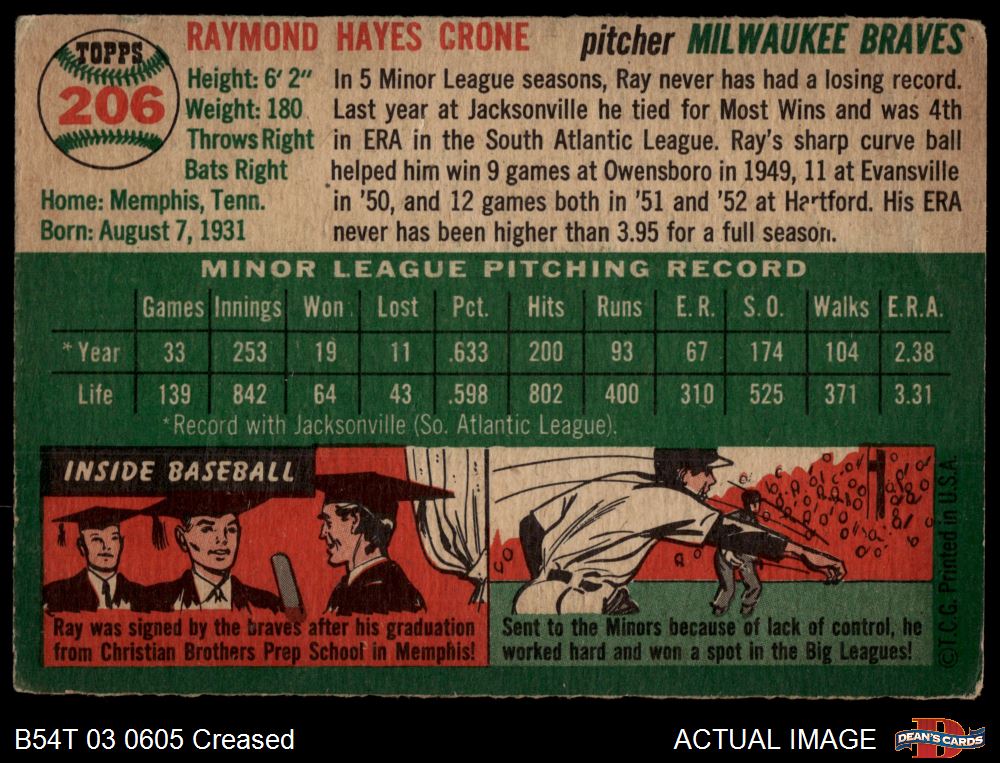 TOPPS
206
RAYMOND HAYES CRONE
pitcher MILWAUKEE BRAVES
Height: 6' 2"
Weight: 180
Throws Right
Bats Right
Home: Memphis, Tenn.
Born: August 7, 1931
In 5 Minor League seasons, Ray never has had a losing record.
Last year at Jacksonville he tied for Most Wins and was 4th
in ERA in the South Atlantic League. Ray's sharp curve ball
helped him win 9 games at Owensboro in 1949, 11 at Evansville
in '50, and 12 games both in '51 and '52 at Hartford. His ERA
never has been higher than 3.95 for a full season.
MINOR LEAGUE PITCHING RECORD
Games Innings Won Lost Pct. Hits Runs E.R. S.O. Walks E.R.A.
*Year 33 253 19 11 .633 200 93 67 174 104 2.38
Life 139 842 64 43 .598 802 400 310 525 371 3.31
*Record with Jacksonville (So. Atlantic League).
INSIDE BASEBALL
Ray was signed by the braves after his graduation
from Christian Brothers Prep School in Memphis!
Sent to the Minors because of lack of control, he
worked hard and won a spot in the Big Leagues!
© T.C.G. Printed in U.S.A.
B54T 03 0605 Creased
ACTUAL IMAGE
DEAN'S CARDS